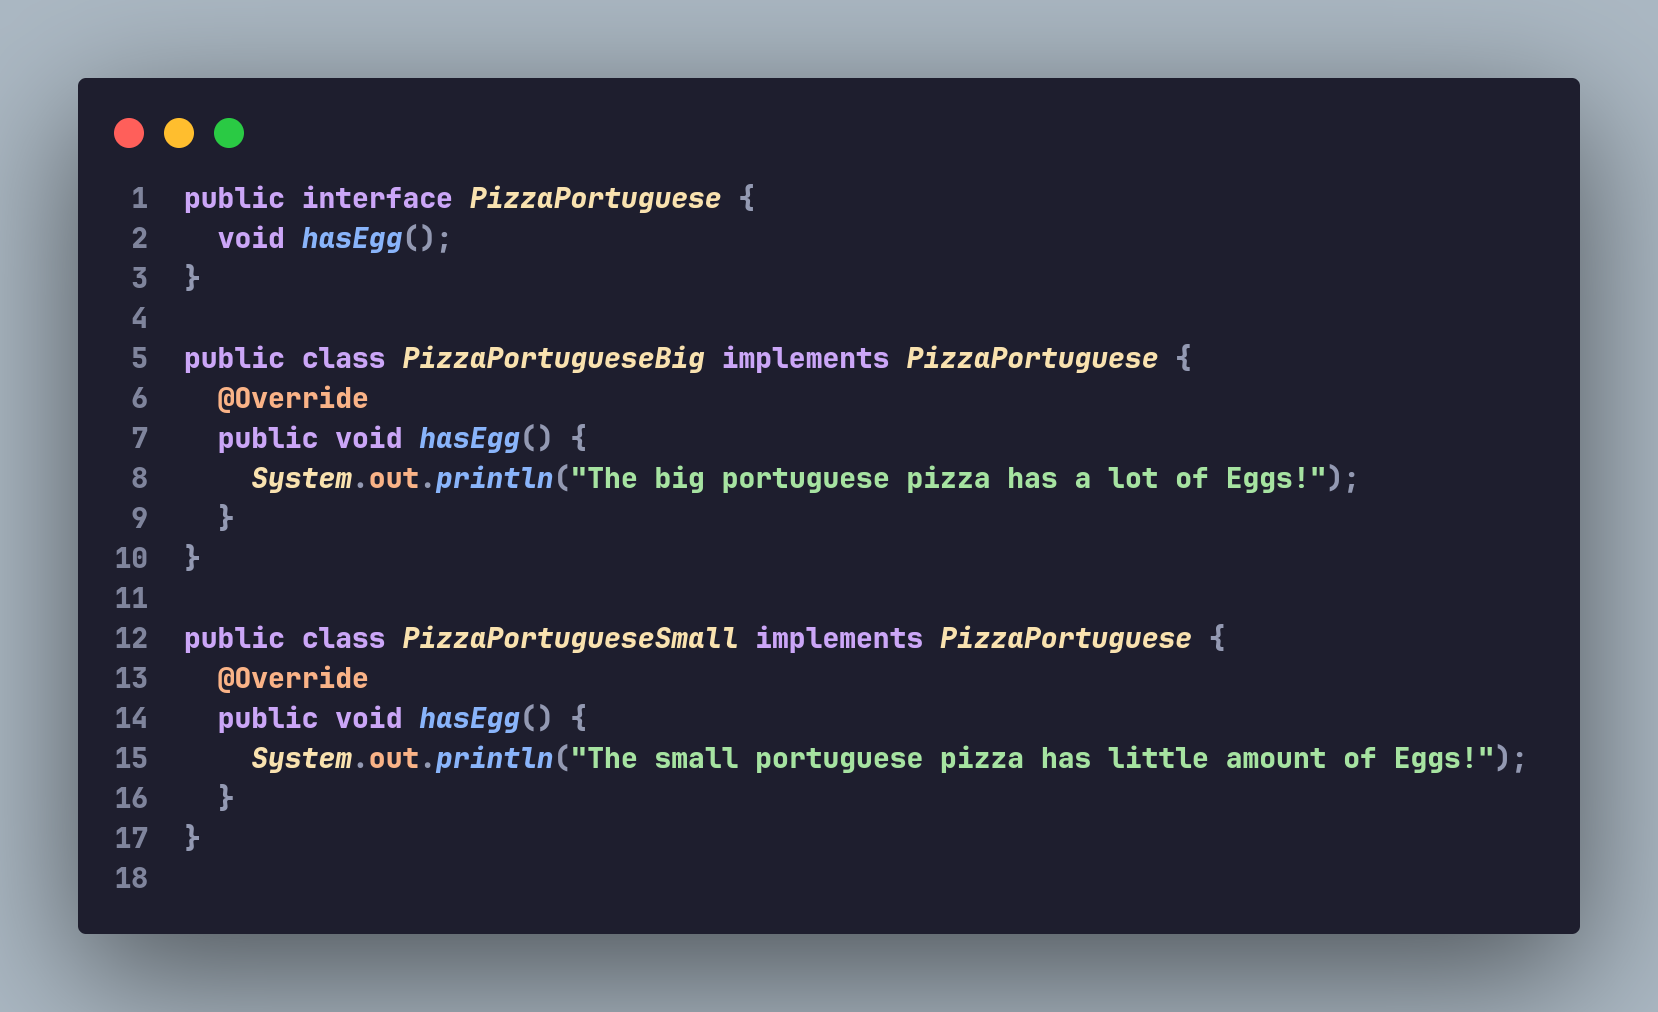 1 public interface PizzaPortuguese {
2   void hasEgg();
3 }
4
5 public class PizzaPortugueseBig implements PizzaPortuguese {
6   @Override
7   public void hasEgg() {
8     System.out.println("The big portuguese pizza has a lot of Eggs!");
9   }
10 }
11
12 public class PizzaPortugueseSmall implements PizzaPortuguese {
13   @Override
14   public void hasEgg() {
15     System.out.println("The small portuguese pizza has little amount of Eggs!");
16   }
17 }
18